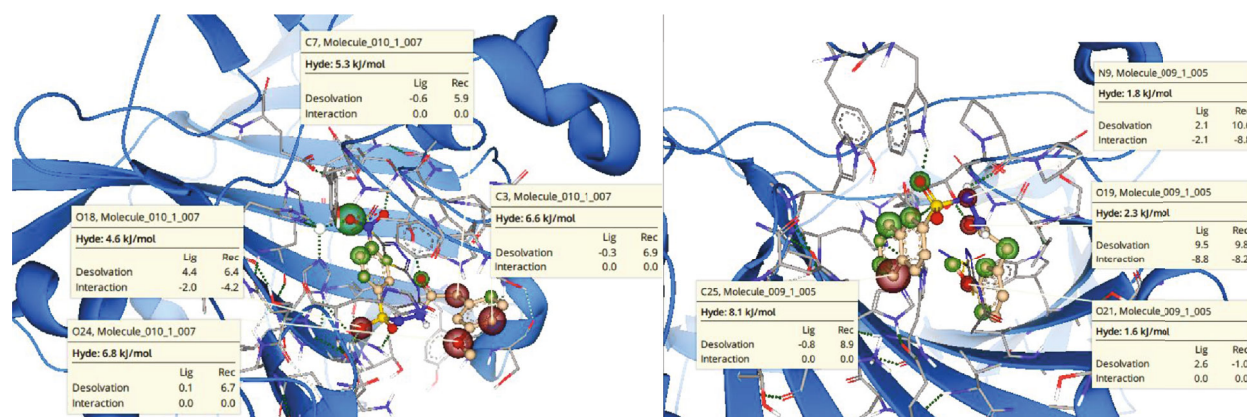 C7, Molecule_010_1_007
Hyde: 5.3 kJ/mol
Lig Rec
Desolvation -0.6 5.9
Interaction 0.0 0.0
C3, Molecule_010_1_007
Hyde: 6.6 kJ/mol
Lig Rec
Desolvation -0.3 6.9
Interaction 0.0 0.0
O18, Molecule_010_1_007
Hyde: 4.6 kJ/mol
Lig Rec
Desolvation 4.4 6.4
Interaction -2.0 -4.2
O24, Molecule_010_1_007
Hyde: 6.8 kJ/mol
Lig Rec
Desolvation 0.1 6.7
Interaction 0.0 0.0
N9, Molecule_009_1_005
Hyde: 1.8 kJ/mol
Lig
Desolvation 2.1
Interaction -2.1
O19, Molecule_009_1_005
Hyde: 2.3 kJ/mol
Lig
Desolvation 9.5 9.8
Interaction -8.8 -8.2
C25, Molecule_009_1_005
Hyde: 8.1 kJ/mol
Lig Rec
Desolvation -0.8 8.9
Interaction 0.0 0.0
O21, Molecule_009_1_005
Hyde: 1.6 kJ/mol
Lig
Desolvation 2.6
Interaction 0.0